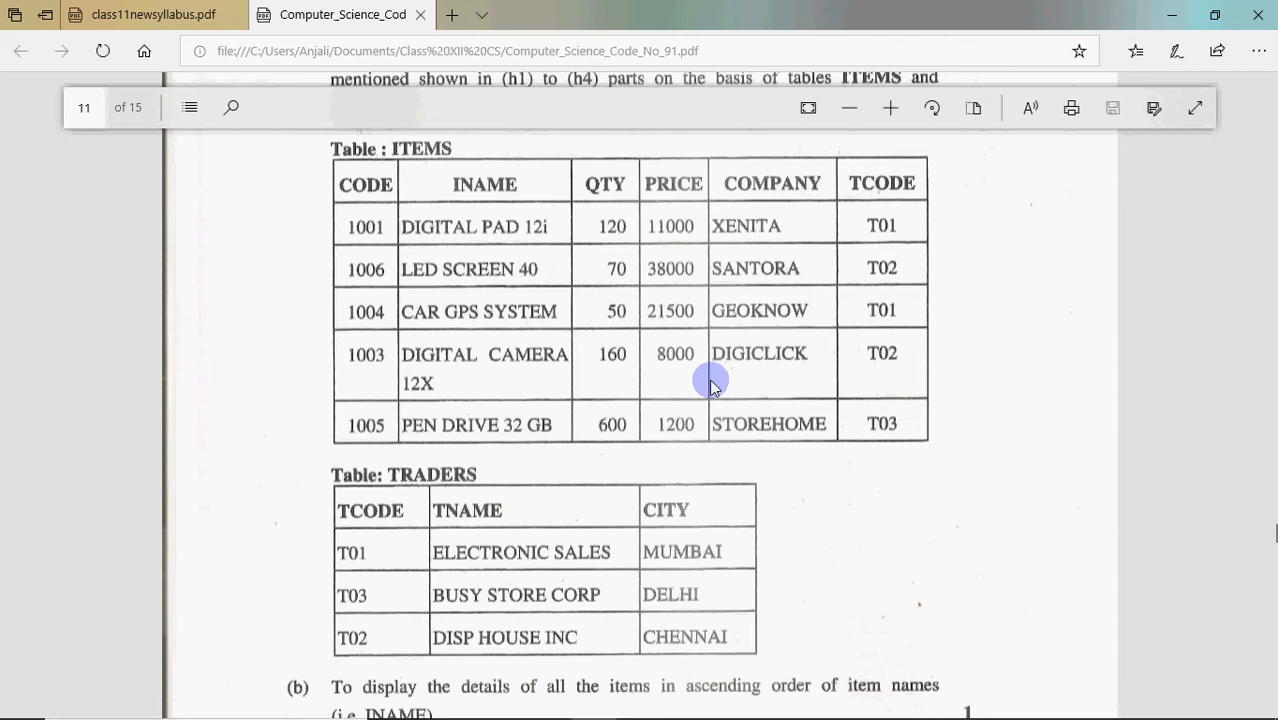 class11newsyllabus.pdf
Computer_Science_Cod
file:///C:/Users/Anjali/Documents/Class%20XII%20CS/Computer_Science_Code_No_91.pdf
mentioned shown in (h1) to (h4) parts on the basis of tables ITEMS and
11 of 15
Table : ITEMS
CODE INAME QTY PRICE COMPANY TCODE
1001 DIGITAL PAD 12i 120 11000 XENITA T01
1006 LED SCREEN 40 70 38000 SANTORA T02
1004 CAR GPS SYSTEM 50 21500 GEOKNOW T01
1003 DIGITAL CAMERA 160 8000 DIGICLICK T02
12X
1005 PEN DRIVE 32 GB 600 1200 STOREHOME T03
Table: TRADERS
TCODE TNAME CITY
T01 ELECTRONIC SALES MUMBAI
T03 BUSY STORE CORP DELHI
T02 DISP HOUSE INC CHENNAI
(b) To display the details of all the items in ascending order of item names
(i.e. INAME) 1